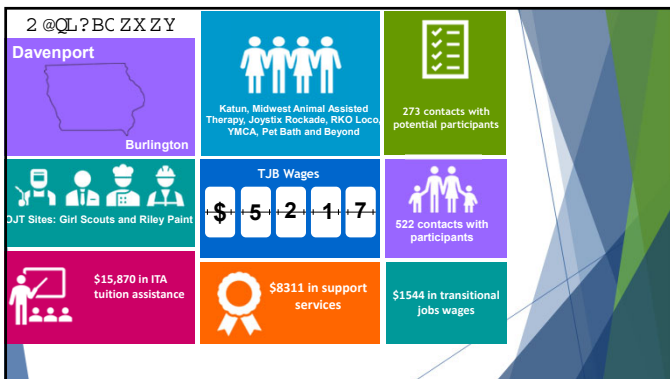 2 @QL?BC ZXZY
Davenport
Burlington
Katun, Midwest Animal Assisted
Therapy, Joystix Rockade, RKO Loco,
YMCA, Pet Bath and Beyond
273 contacts with
potential participants
OJT Sites: Girl Scouts and Riley Paint
TJB Wages
$ 5 2 1 7
522 contacts with
participants
$15,870 in ITA
tuition assistance
$8311 in support
services
$1544 in transitional
jobs wages